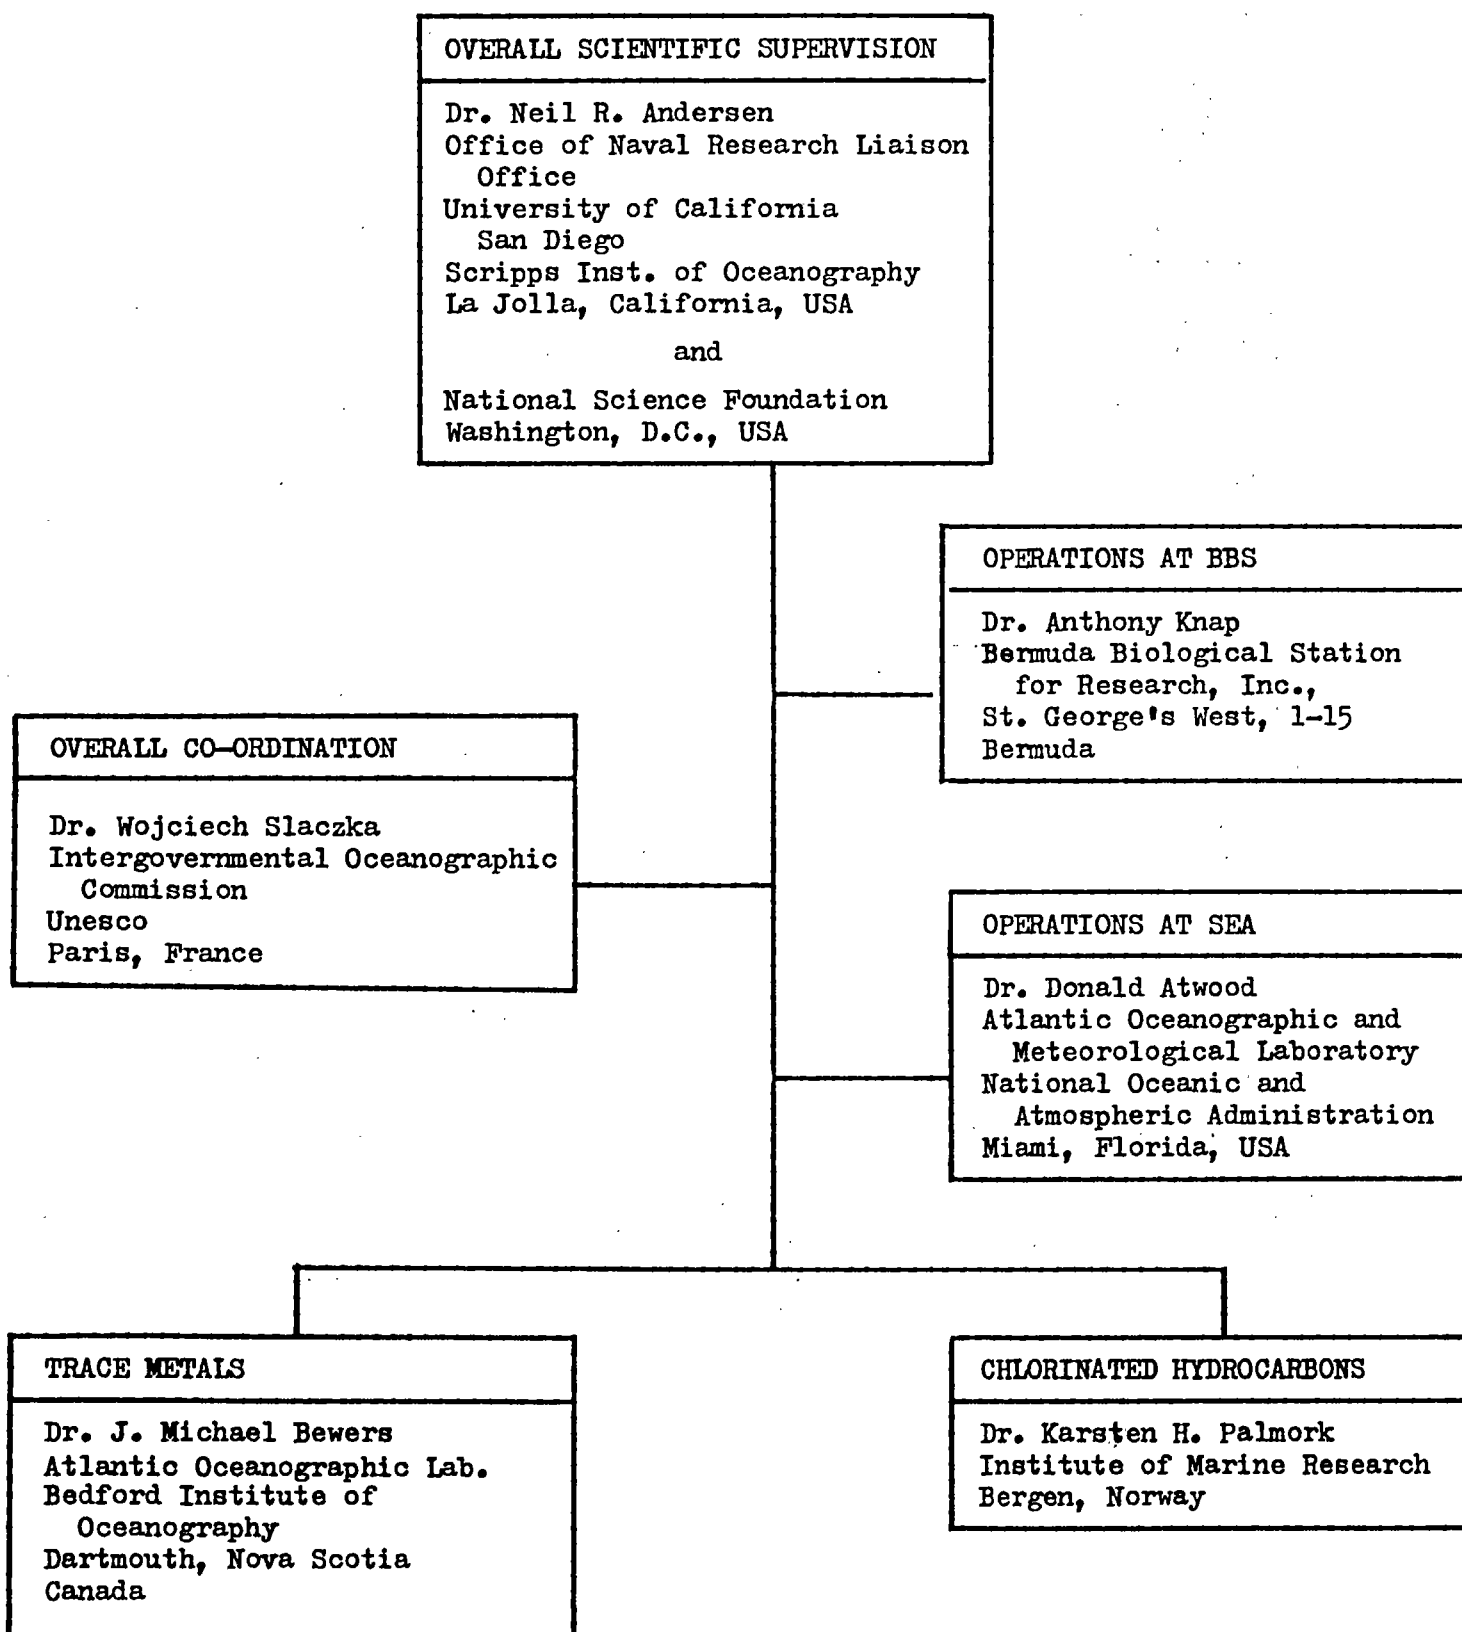 OVERALL SCIENTIFIC SUPERVISION
Dr. Neil R. Andersen
Office of Naval Research Liaison
Office
University of California
San Diego
Scripps Inst. of Oceanography
La Jolla, California, USA
and
National Science Foundation
Washington, D.C., USA
OPERATIONS AT BBS
Dr. Anthony Knap
Bermuda Biological Station
for Research, Inc.,
St. George's West, 1-15
Bermuda
OVERALL CO-ORDINATION
Dr. Wojciech Slaczka
Intergovernmental Oceanographic
Commission
Unesco
Paris, France
OPERATIONS AT SEA
Dr. Donald Atwood
Atlantic Oceanographic and
Meteorological Laboratory
National Oceanic and
Atmospheric Administration
Miami, Florida, USA
TRACE METALS
Dr. J. Michael Bewers
Atlantic Oceanographic Lab.
Bedford Institute of
Oceanography
Dartmouth, Nova Scotia
Canada
CHLORINATED HYDROCARBONS
Dr. Karsten H. Palmork
Institute of Marine Research
Bergen, Norway